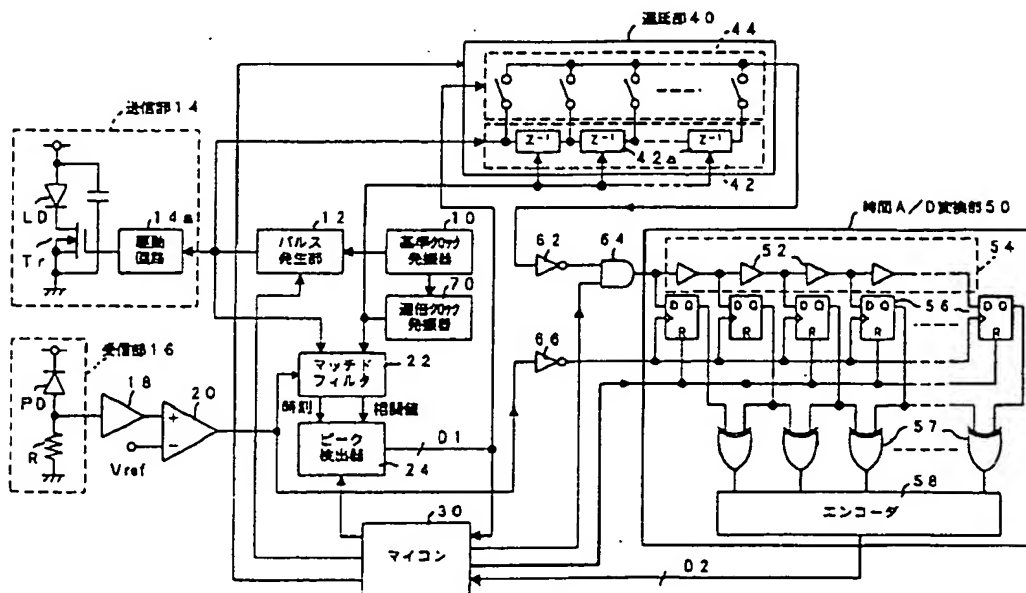 遅延部40
44
送信部14
Z⁻¹
Z⁻¹
Z⁻¹
42a
42
時間A/D変換部50
LD
Tr
14a
駆動
回路
12
パルス
発生部
10
基準クロック
発振器
70
逓倍クロック
発振器
62
64
52
54
D Q
R
D Q
R
D Q
R
D Q
R
56
D Q
R
66
受信部16
PD
R
18
20
+
−
Vref
マッチド
フィルタ
22
時刻
相関値
ピーク
検出器
24
D1
57
58
エンコーダ
30
マイコン
D2